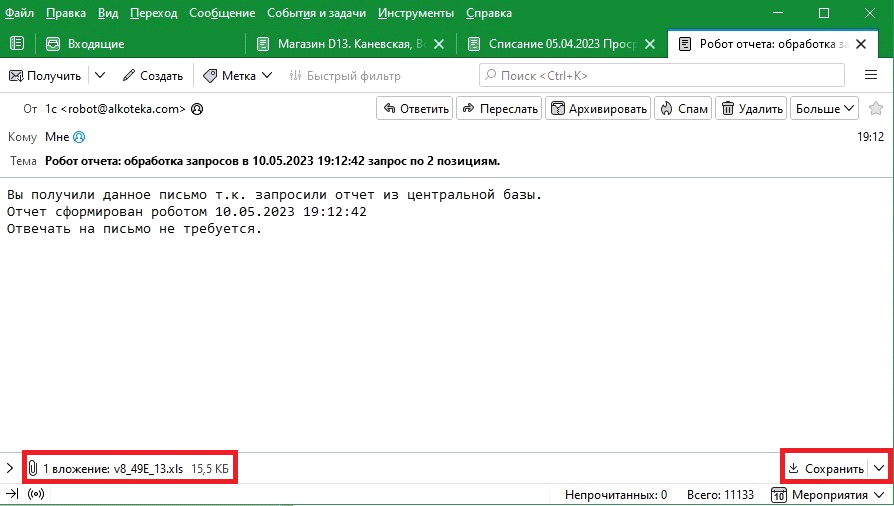 Файл Правка Вид Переход Сообщение События и задачи Инструменты Справка
Входящие Магазин D13. Каневская, Списание 05.04.2023 Робот отчета: обработка
Получить Создать Метка Быстрый фильтр Поиск <Ctrl+K>
От 1c <robot@alkoteka.com> Ответить Переслать Архивировать Спам Удалить Больше
Кому Мне 19:12
Тема Робот отчета: обработка запросов в 10.05.2023 19:12:42 запрос по 2 позициям.
Вы получили данное письмо т.к. запросили отчет из центральной базы.
Отчет сформирован роботом 10.05.2023 19:12:42
Отвечать на письмо не требуется.
1 вложение: v8_49E_13.xls 15,5 КБ Сохранить
Непрочитанных: 0 Всего: 11133 10 Мероприятия